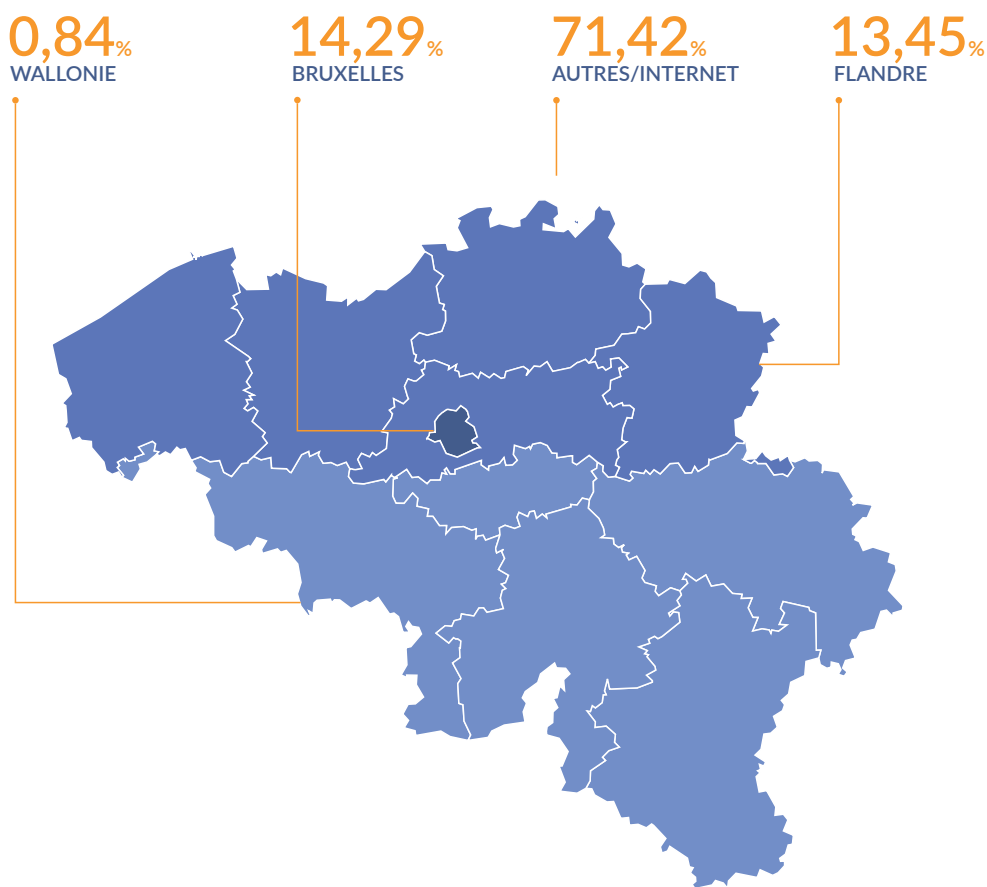 0,84%
WALLONIE
14,29%
BRUXELLES
71,42%
AUTRES/INTERNET
13,45%
FLANDRE